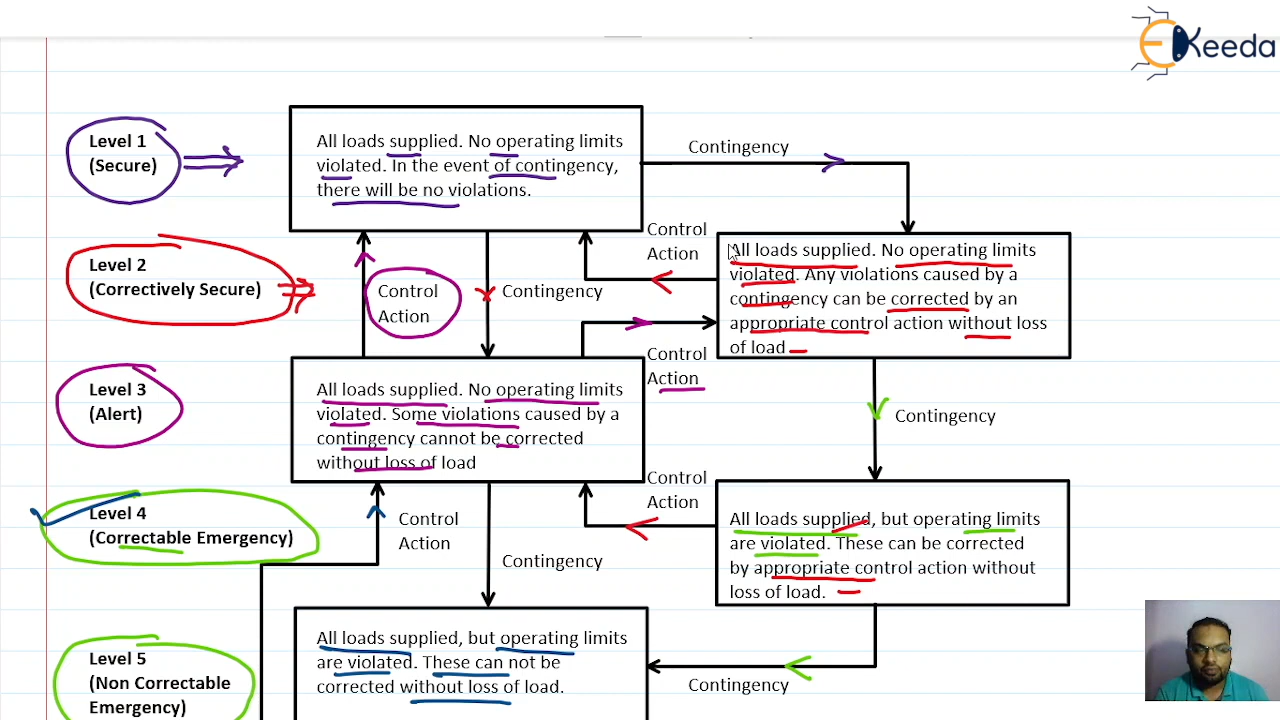 Keeda
Level 1
(Secure)
All loads supplied. No operating limits
violated. In the event of contingency,
there will be no violations.
Contingency
Level 2
(Correctively Secure)
Control
Action
Contingency
Control
Action
All loads supplied. No operating limits
violated. Any violations caused by a
contingency can be corrected by an
appropriate control action without loss
of load
Level 3
(Alert)
All loads supplied. No operating limits
violated. Some violations caused by a
contingency cannot be corrected
without loss of load
Control
Action
Contingency
Level 4
(Correctable Emergency)
Control
Action
Contingency
Control
Action
All loads supplied, but operating limits
are violated. These can be corrected
by appropriate control action without
loss of load.
Level 5
(Non Correctable
Emergency)
All loads supplied, but operating limits
are violated. These can not be
corrected without loss of load.
Contingency